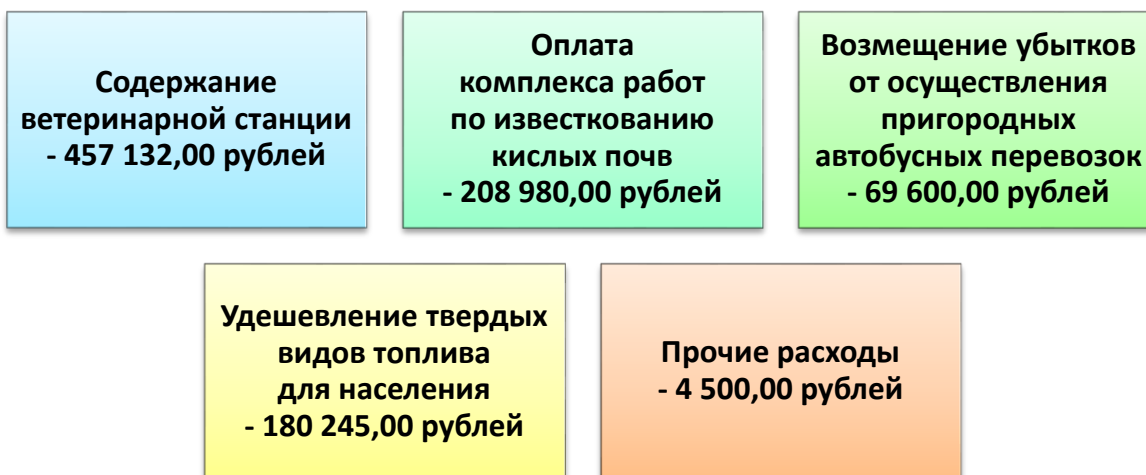 Содержание
ветеринарной станции
- 457 132,00 рублей
Оплата
комплекса работ
по известкованию
кислых почв
- 208 980,00 рублей
Возмещение убытков
от осуществления
пригородных
автобусных перевозок
- 69 600,00 рублей
Удешевление твердых
видов топлива
для населения
- 180 245,00 рублей
Прочие расходы
- 4 500,00 рублей